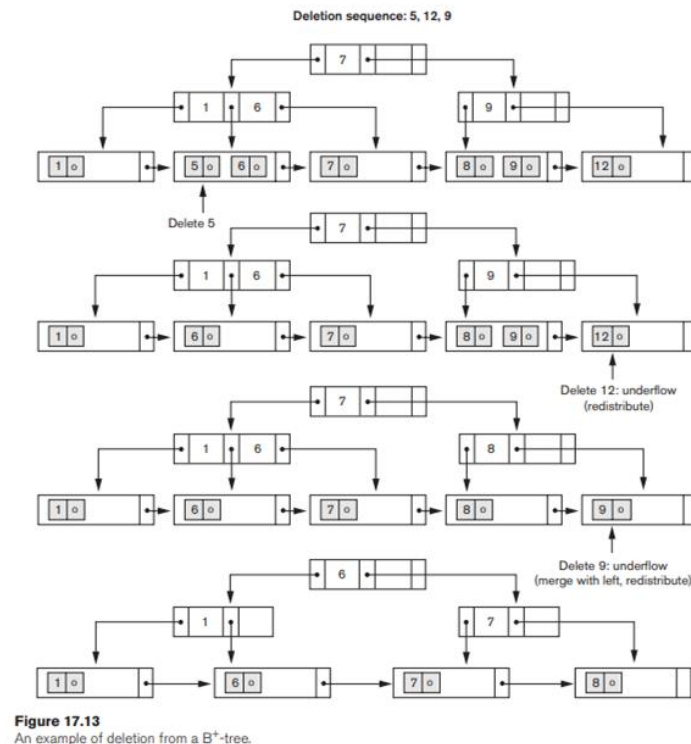 Deletion sequence: 5, 12, 9
7
1 6 9
1 5 6 7 8 9 12
Delete 5
7
1 6 9
1 6 7 8 9 12
Delete 12: underflow
(redistribute)
7
1 6 8
1 6 7 8 9
Delete 9: underflow
(merge with left, redistribute)
6
1 7
1 6 7 8
Figure 17.13
An example of deletion from a B+-tree.